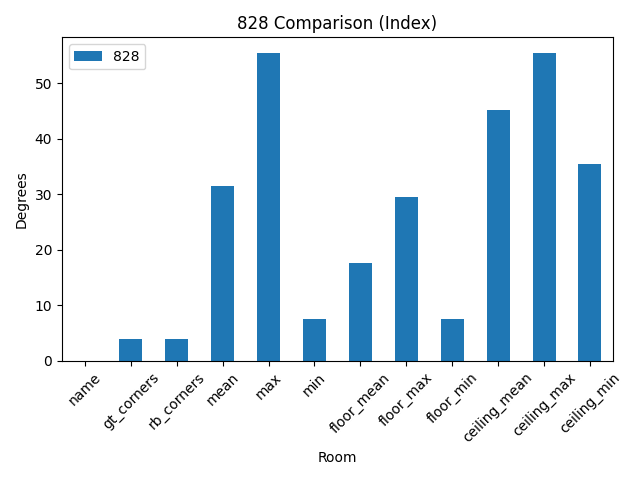 828 Comparison (Index)
828
Degrees
50
40
30
20
10
0
name
gt_corners
rb_corners
mean
max
min
floor_mean
floor_max
floor_min
ceiling_mean
ceiling_max
ceiling_min
Room